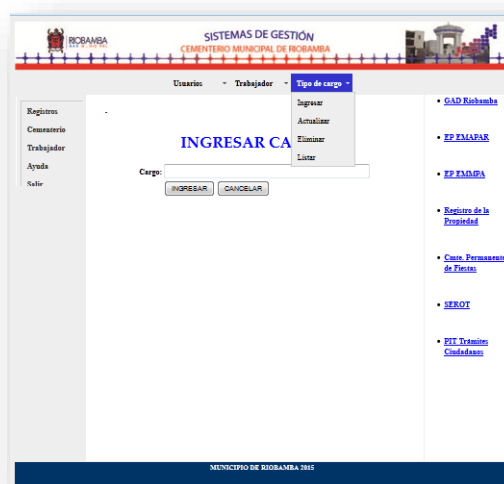 RIOBAMBA
SISTEMAS DE GESTIÓN
CEMENTERIO MUNICIPAL DE RIOBAMBA
Usuarios
Trabajador
Tipo de cargo
Ingresar
Actualizar
Eliminar
Listar
Registros
Cementerio
Trabajador
Ayuda
Salir
INGRESAR CA
Cargo:
INGRESAR
CANCELAR
• GAD Riobamba
• EP EMAPAR
• EP EMMPA
• Registro de la
Propiedad
• Cmte. Permanente
de Fiestas
• SEROT
• PIT Trámites
Ciudadanos
MUNICIPIO DE RIOBAMBA 2015